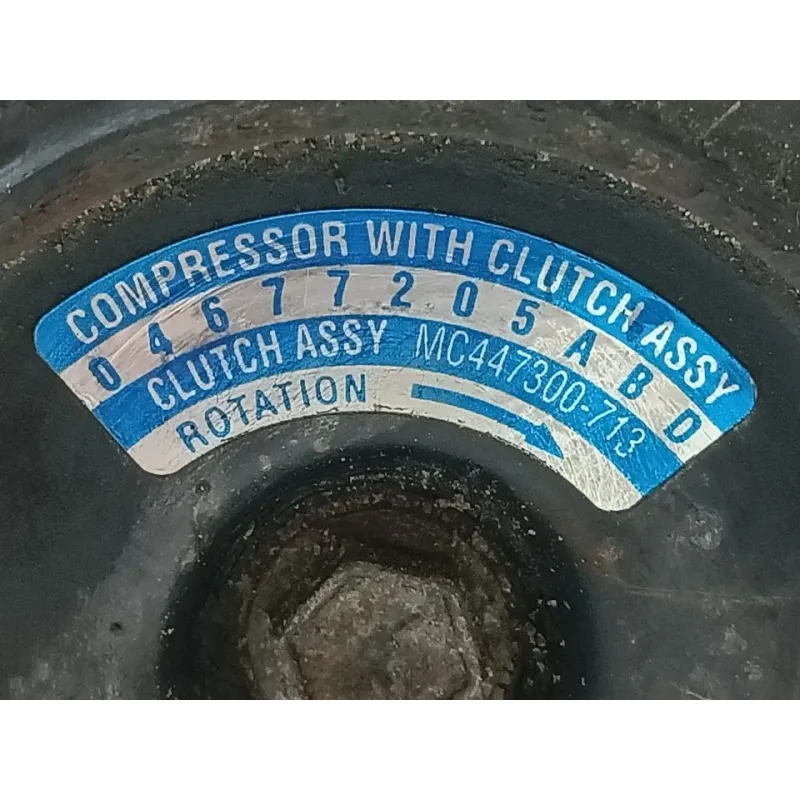 COMPRESSOR WITH CLUTCH ASSY
04677205ABD
CLUTCH ASSY MC447300-713
ROTATION